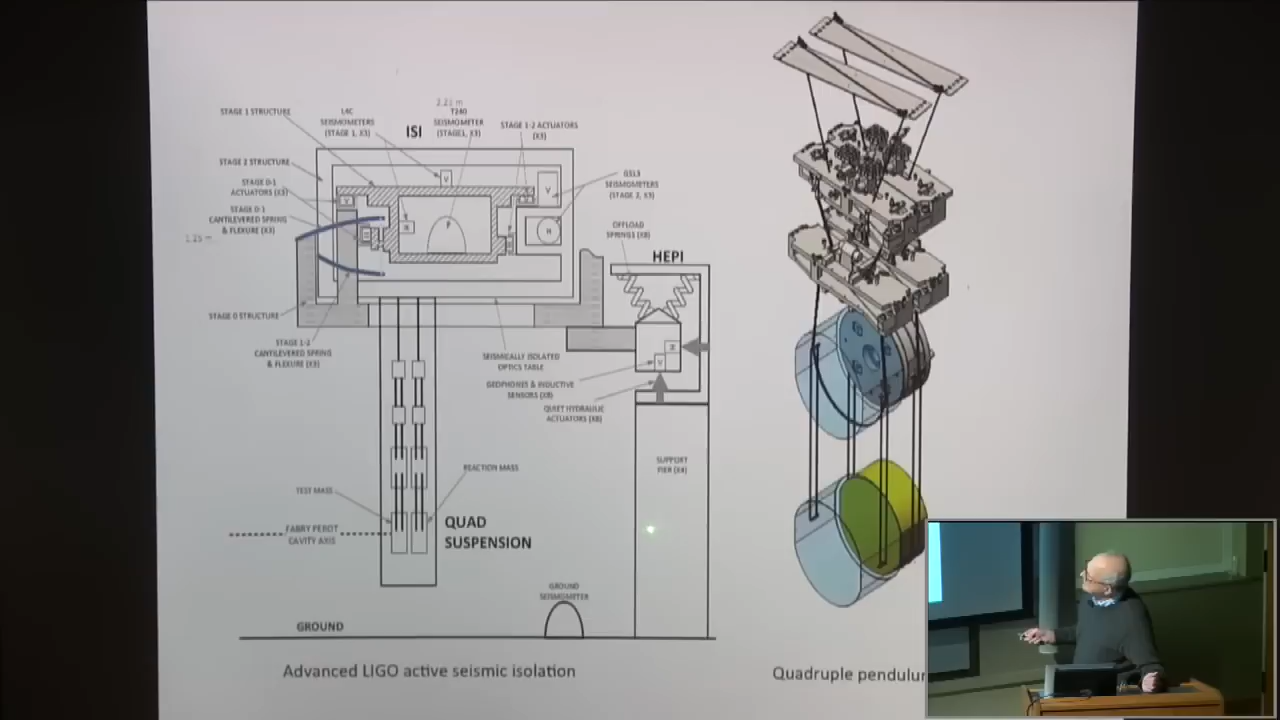 2.21 m
STAGE 1 STRUCTURE
L4C
SEISMOMETERS
(STAGE 1, X3)
ISI
T240
SEISMOMETER
(STAGE1, X3)
STAGE 1-2 ACTUATORS
(X3)
STAGE 2 STRUCTURE
STAGE 0-1
ACTUATORS (X3)
STAGE 0-1
CANTILEVERED SPRING
& FLEXURE (X3)
1.25 m
GS13
SEISMOMETERS
(STAGE 2, X3)
OFFLOAD
SPRINGS (X8)
HEPI
V
V
V
H
P
H
STAGE 0 STRUCTURE
STAGE 1-2
CANTILEVERED SPRING
& FLEXURE (X3)
SEISMICALLY ISOLATED
OPTICS TABLE
H
V
GEOPHONES & INDUCTIVE
SENSORS (X8)
QUIET HYDRAULIC
ACTUATORS (X8)
SUPPORT
PIER (X4)
REACTION MASS
TEST MASS
FABRY PEROT
CAVITY AXIS
QUAD
SUSPENSION
GROUND
SEISMOMETER
GROUND
Advanced LIGO active seismic isolation
Quadruple pendulu